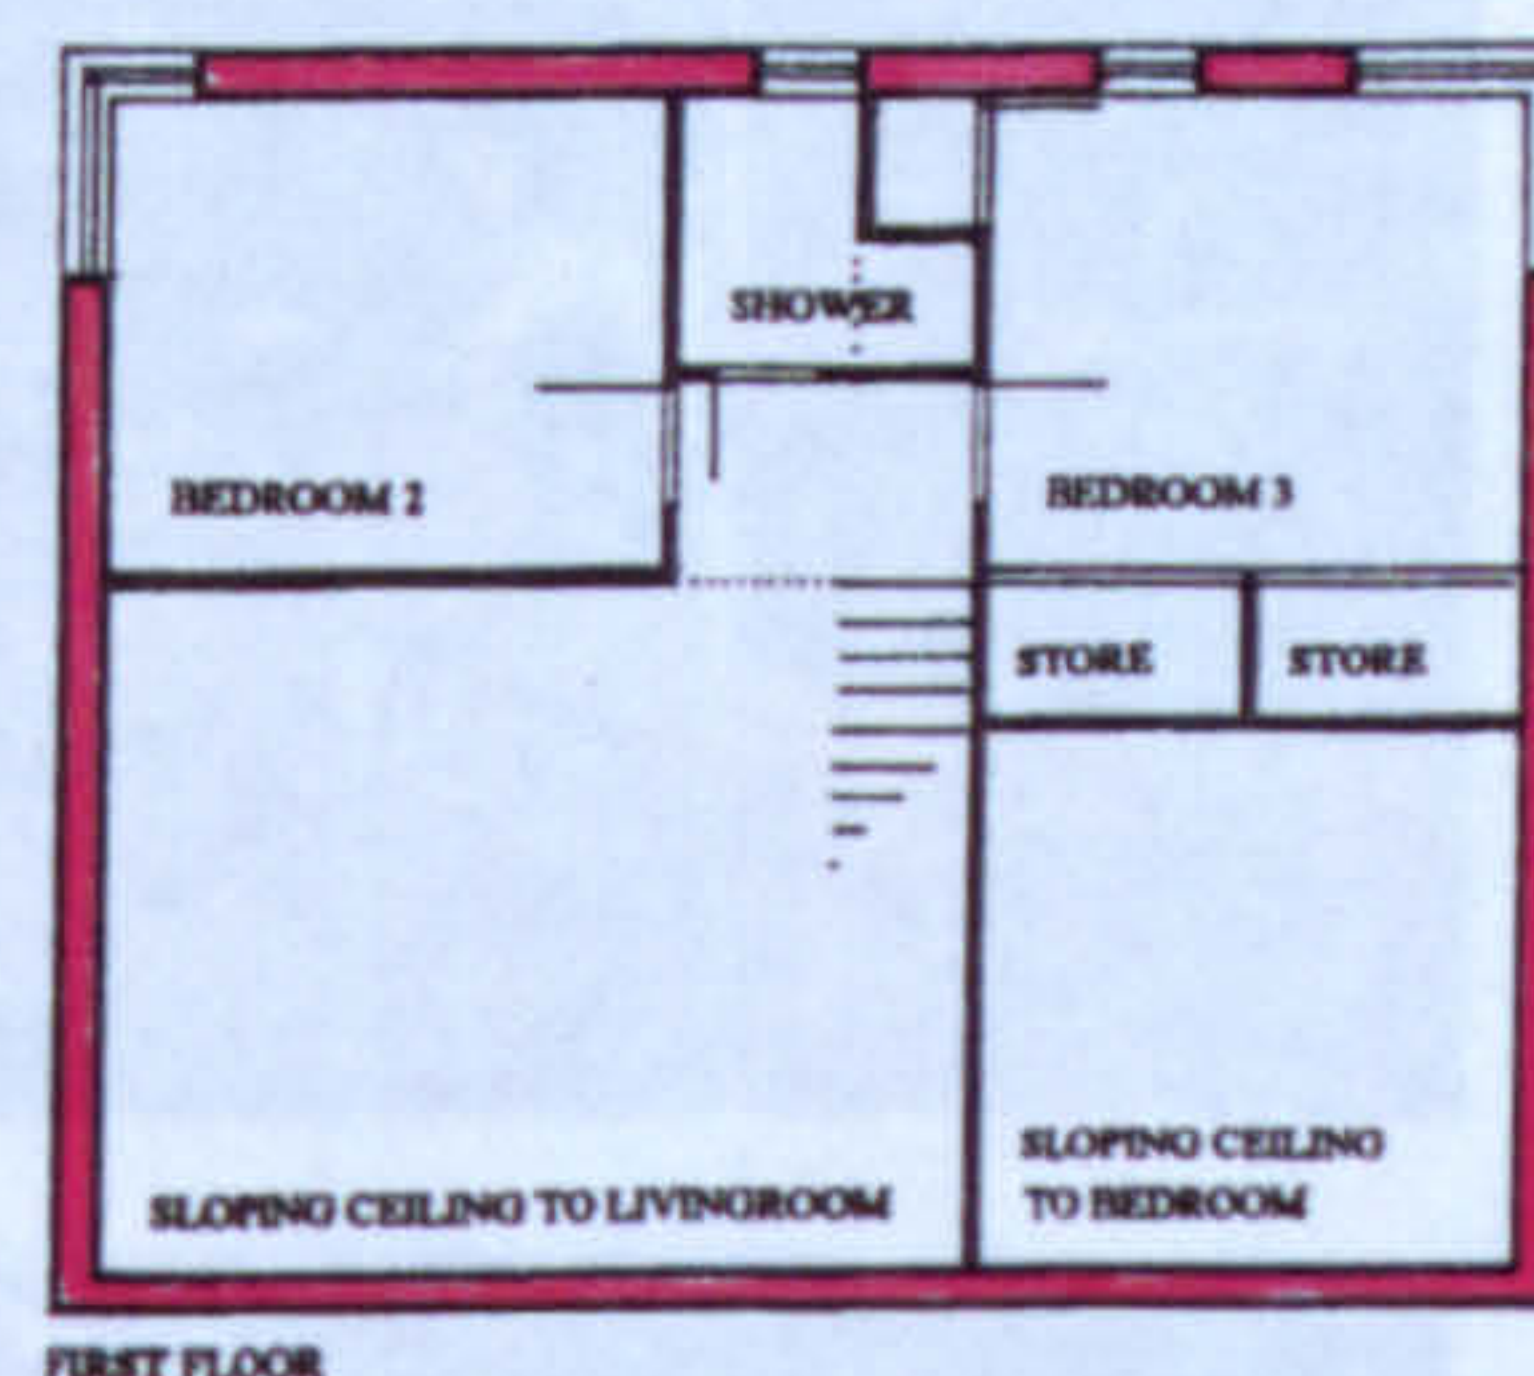 SHOWER
BEDROOM 2
BEDROOM 3
STORE
STORE
SLOPING CEILING TO LIVINGROOM
SLOPING CEILING
TO BEDROOM
FIRST FLOOR